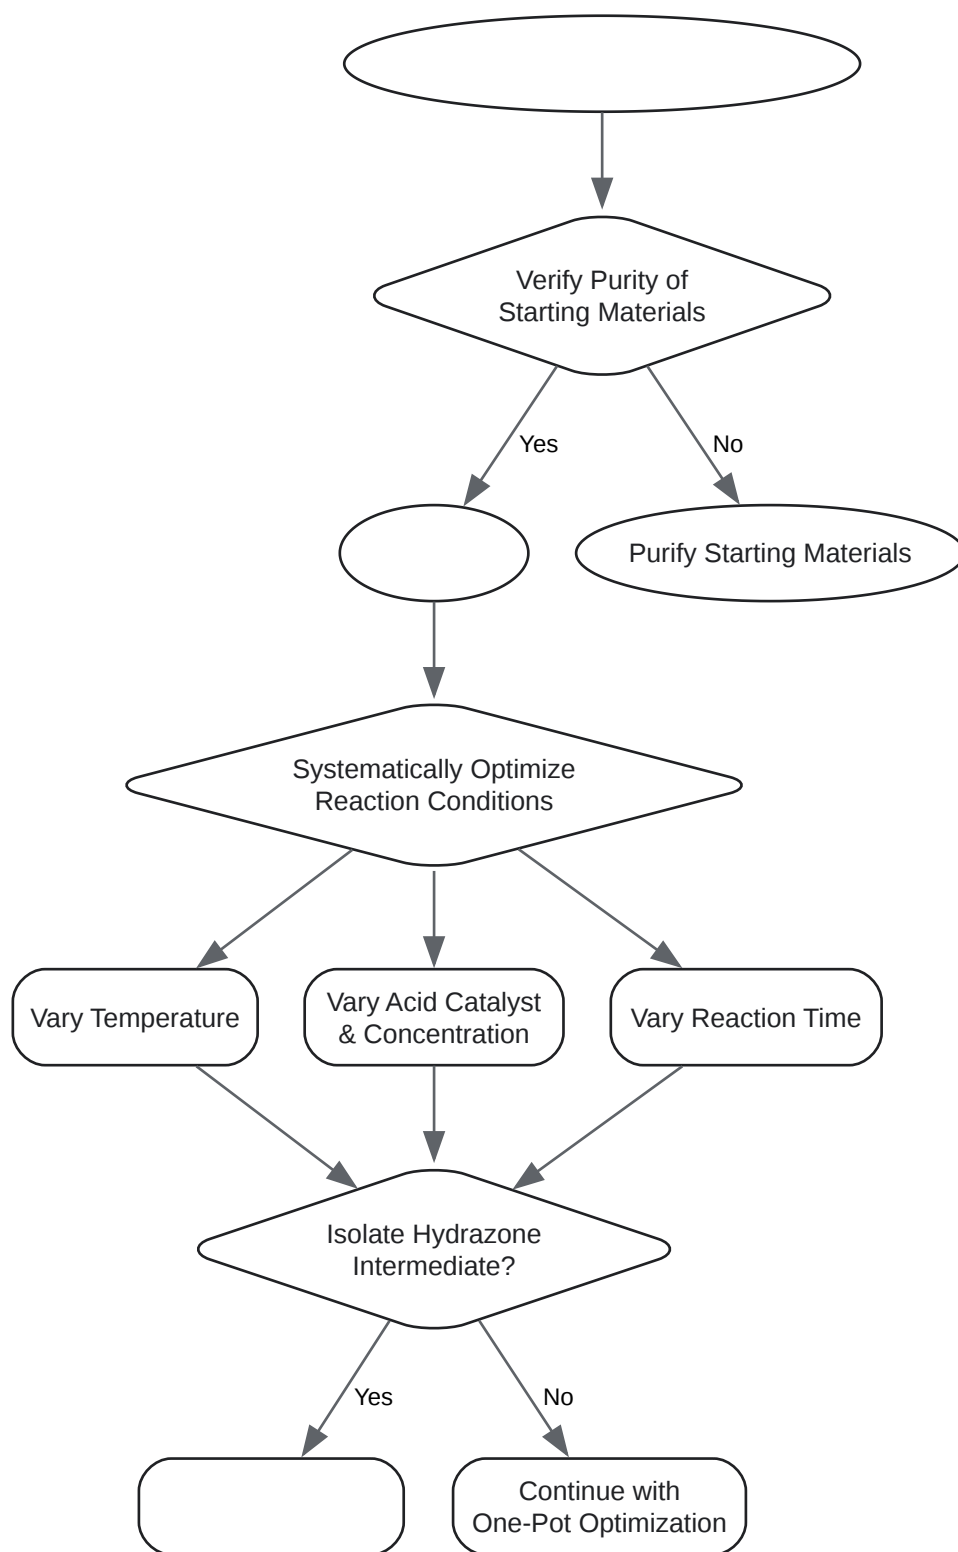 Verify Purity of
Starting Materials
Yes
No
Purify Starting Materials
Systematically Optimize
Reaction Conditions
Vary Temperature
Vary Acid Catalyst
& Concentration
Vary Reaction Time
Isolate Hydrazone
Intermediate?
Yes
No
Continue with
One-Pot Optimization